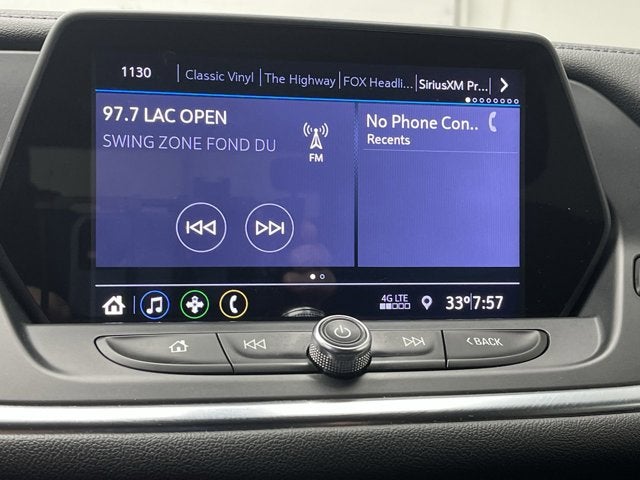 1130 Classic Vinyl The Highway FOX Headli... SiriusXM Pr...
97.7 LAC OPEN
SWING ZONE FOND DU
FM
No Phone Con..
Recents
4G LTE 33° 7:57
BACK